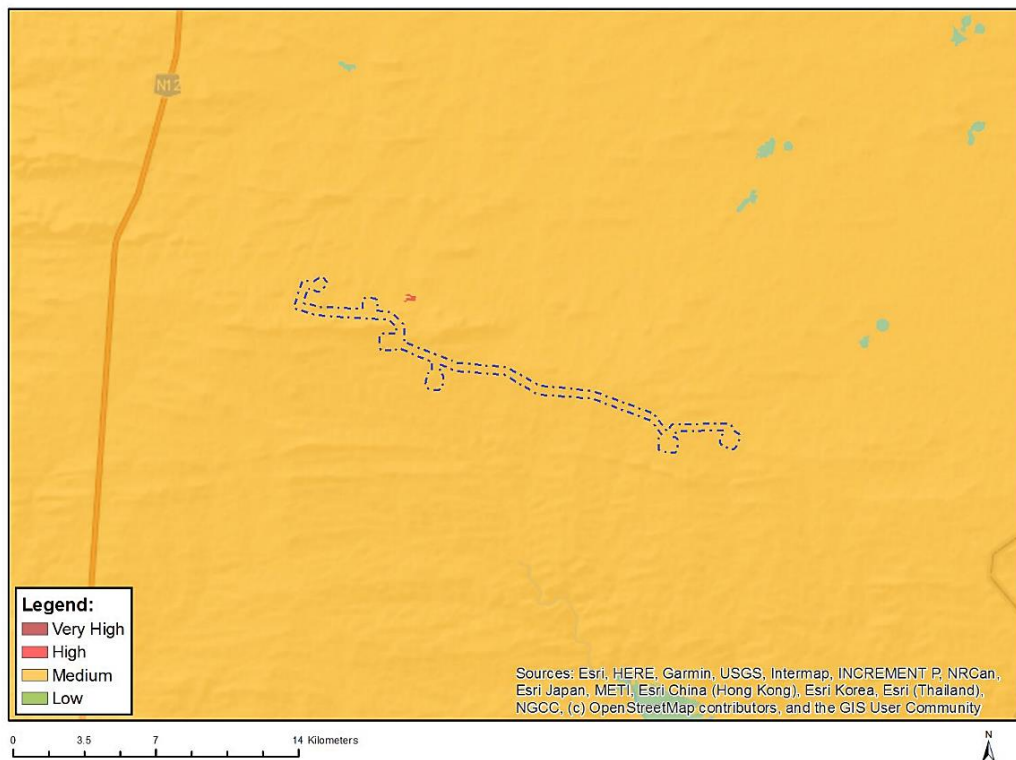 N12
Legend:
Very High
High
Medium
Low
Sources: Esri, HERE, Garmin, USGS, Intermap, INCREMENT P, NRCan,
Esri Japan, METI, Esri China (Hong Kong), Esri Korea, Esri (Thailand),
NGCC, (c) OpenStreetMap contributors, and the GIS User Community
0 3.5 7 14 Kilometers
N